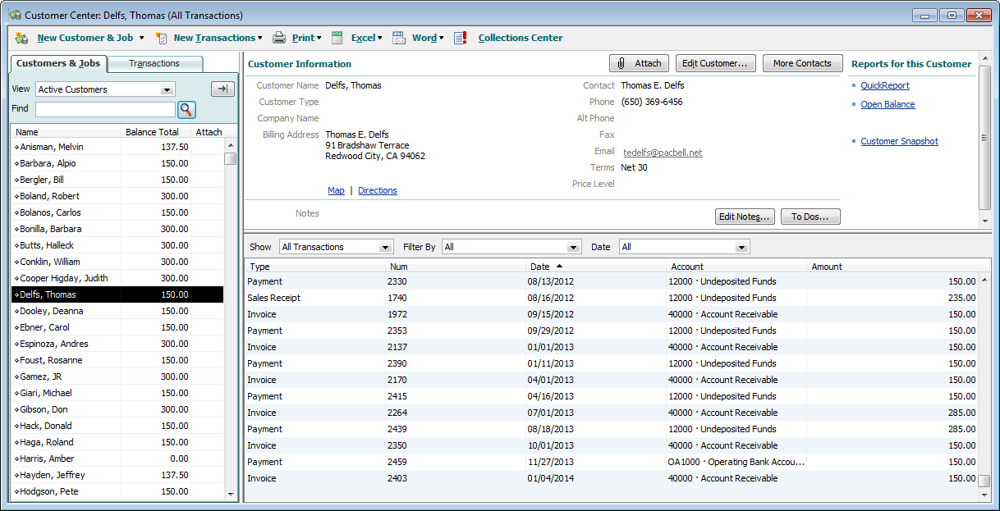 Customer Center: Delfs, Thomas (All Transactions)
New Customer & Job New Transactions Print Excel Word Collections Center
Customers & Jobs Transactions
View Active Customers
Find
Name Balance Total Attach
Anisman, Melvin 137.50
Barbara, Alpio 150.00
Bergler, Bill 150.00
Boland, Robert 300.00
Bolanos, Carlos 150.00
Bonilla, Barbara 300.00
Butts, Halleck 300.00
Conklin, William 300.00
Cooper Higday, Judith 300.00
Delfs, Thomas 150.00
Dooley, Deanna 150.00
Ebner, Carol 150.00
Espinoza, Andres 300.00
Foust, Rosanne 150.00
Gamez, JR 300.00
Giari, Michael 150.00
Gibson, Don 300.00
Hack, Donald 150.00
Haga, Roland 150.00
Harris, Amber 0.00
Hayden, Jeffrey 137.50
Hodgson, Pete 150.00
Customer Information Attach Edit Customer... More Contacts
Customer Name Delfs, Thomas
Customer Type
Company Name
Billing Address Thomas E. Delfs
91 Bradshaw Terrace
Redwood City, CA 94062
Map | Directions
Contact Thomas E. Delfs
Phone (650) 369-6456
Alt Phone
Fax
Email tedelfs@pacbell.net
Terms Net 30
Price Level
Notes Edit Notes... To Dos...
Reports for this Customer
QuickReport
Open Balance
Customer Snapshot
Show All Transactions Filter By All Date All
Type Num Date Account Amount
Payment 2330 08/13/2012 12000 · Undeposited Funds 150.00
Sales Receipt 1740 08/16/2012 12000 · Undeposited Funds 235.00
Invoice 1972 09/15/2012 40000 · Account Receivable 150.00
Payment 2353 09/29/2012 12000 · Undeposited Funds 150.00
Invoice 2137 01/01/2013 40000 · Account Receivable 150.00
Payment 2390 01/11/2013 12000 · Undeposited Funds 150.00
Invoice 2170 04/01/2013 40000 · Account Receivable 150.00
Payment 2415 04/16/2013 12000 · Undeposited Funds 150.00
Invoice 2264 07/01/2013 40000 · Account Receivable 285.00
Payment 2439 08/18/2013 12000 · Undeposited Funds 285.00
Invoice 2350 10/01/2013 40000 · Account Receivable 150.00
Payment 2459 11/27/2013 OA1000 · Operating Bank Accou... 150.00
Invoice 2403 01/04/2014 40000 · Account Receivable 150.00